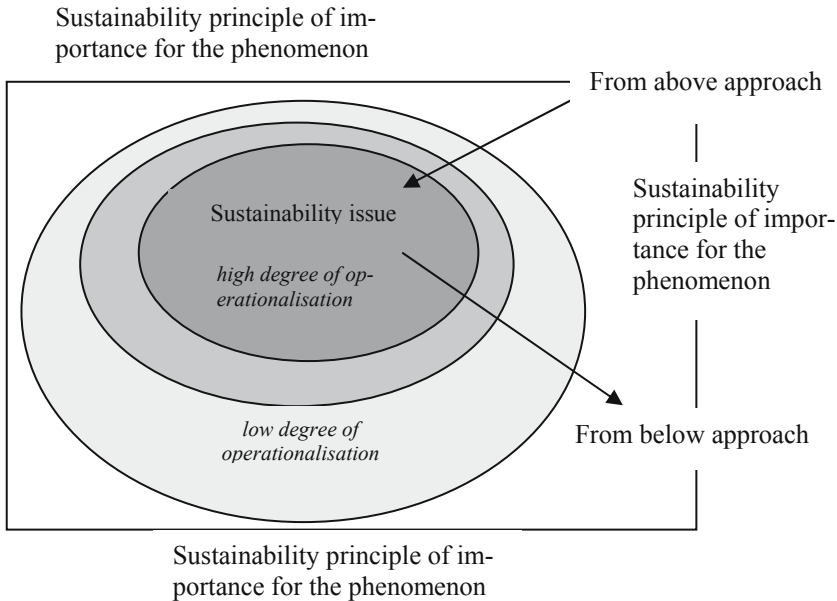 Sustainability principle of im-
portance for the phenomenon
From above approach
Sustainability
principle of impor-
tance for the
phenomenon
Sustainability issue
high degree of op-
erationalisation
low degree of
operationalisation
From below approach
Sustainability principle of im-
portance for the phenomenon